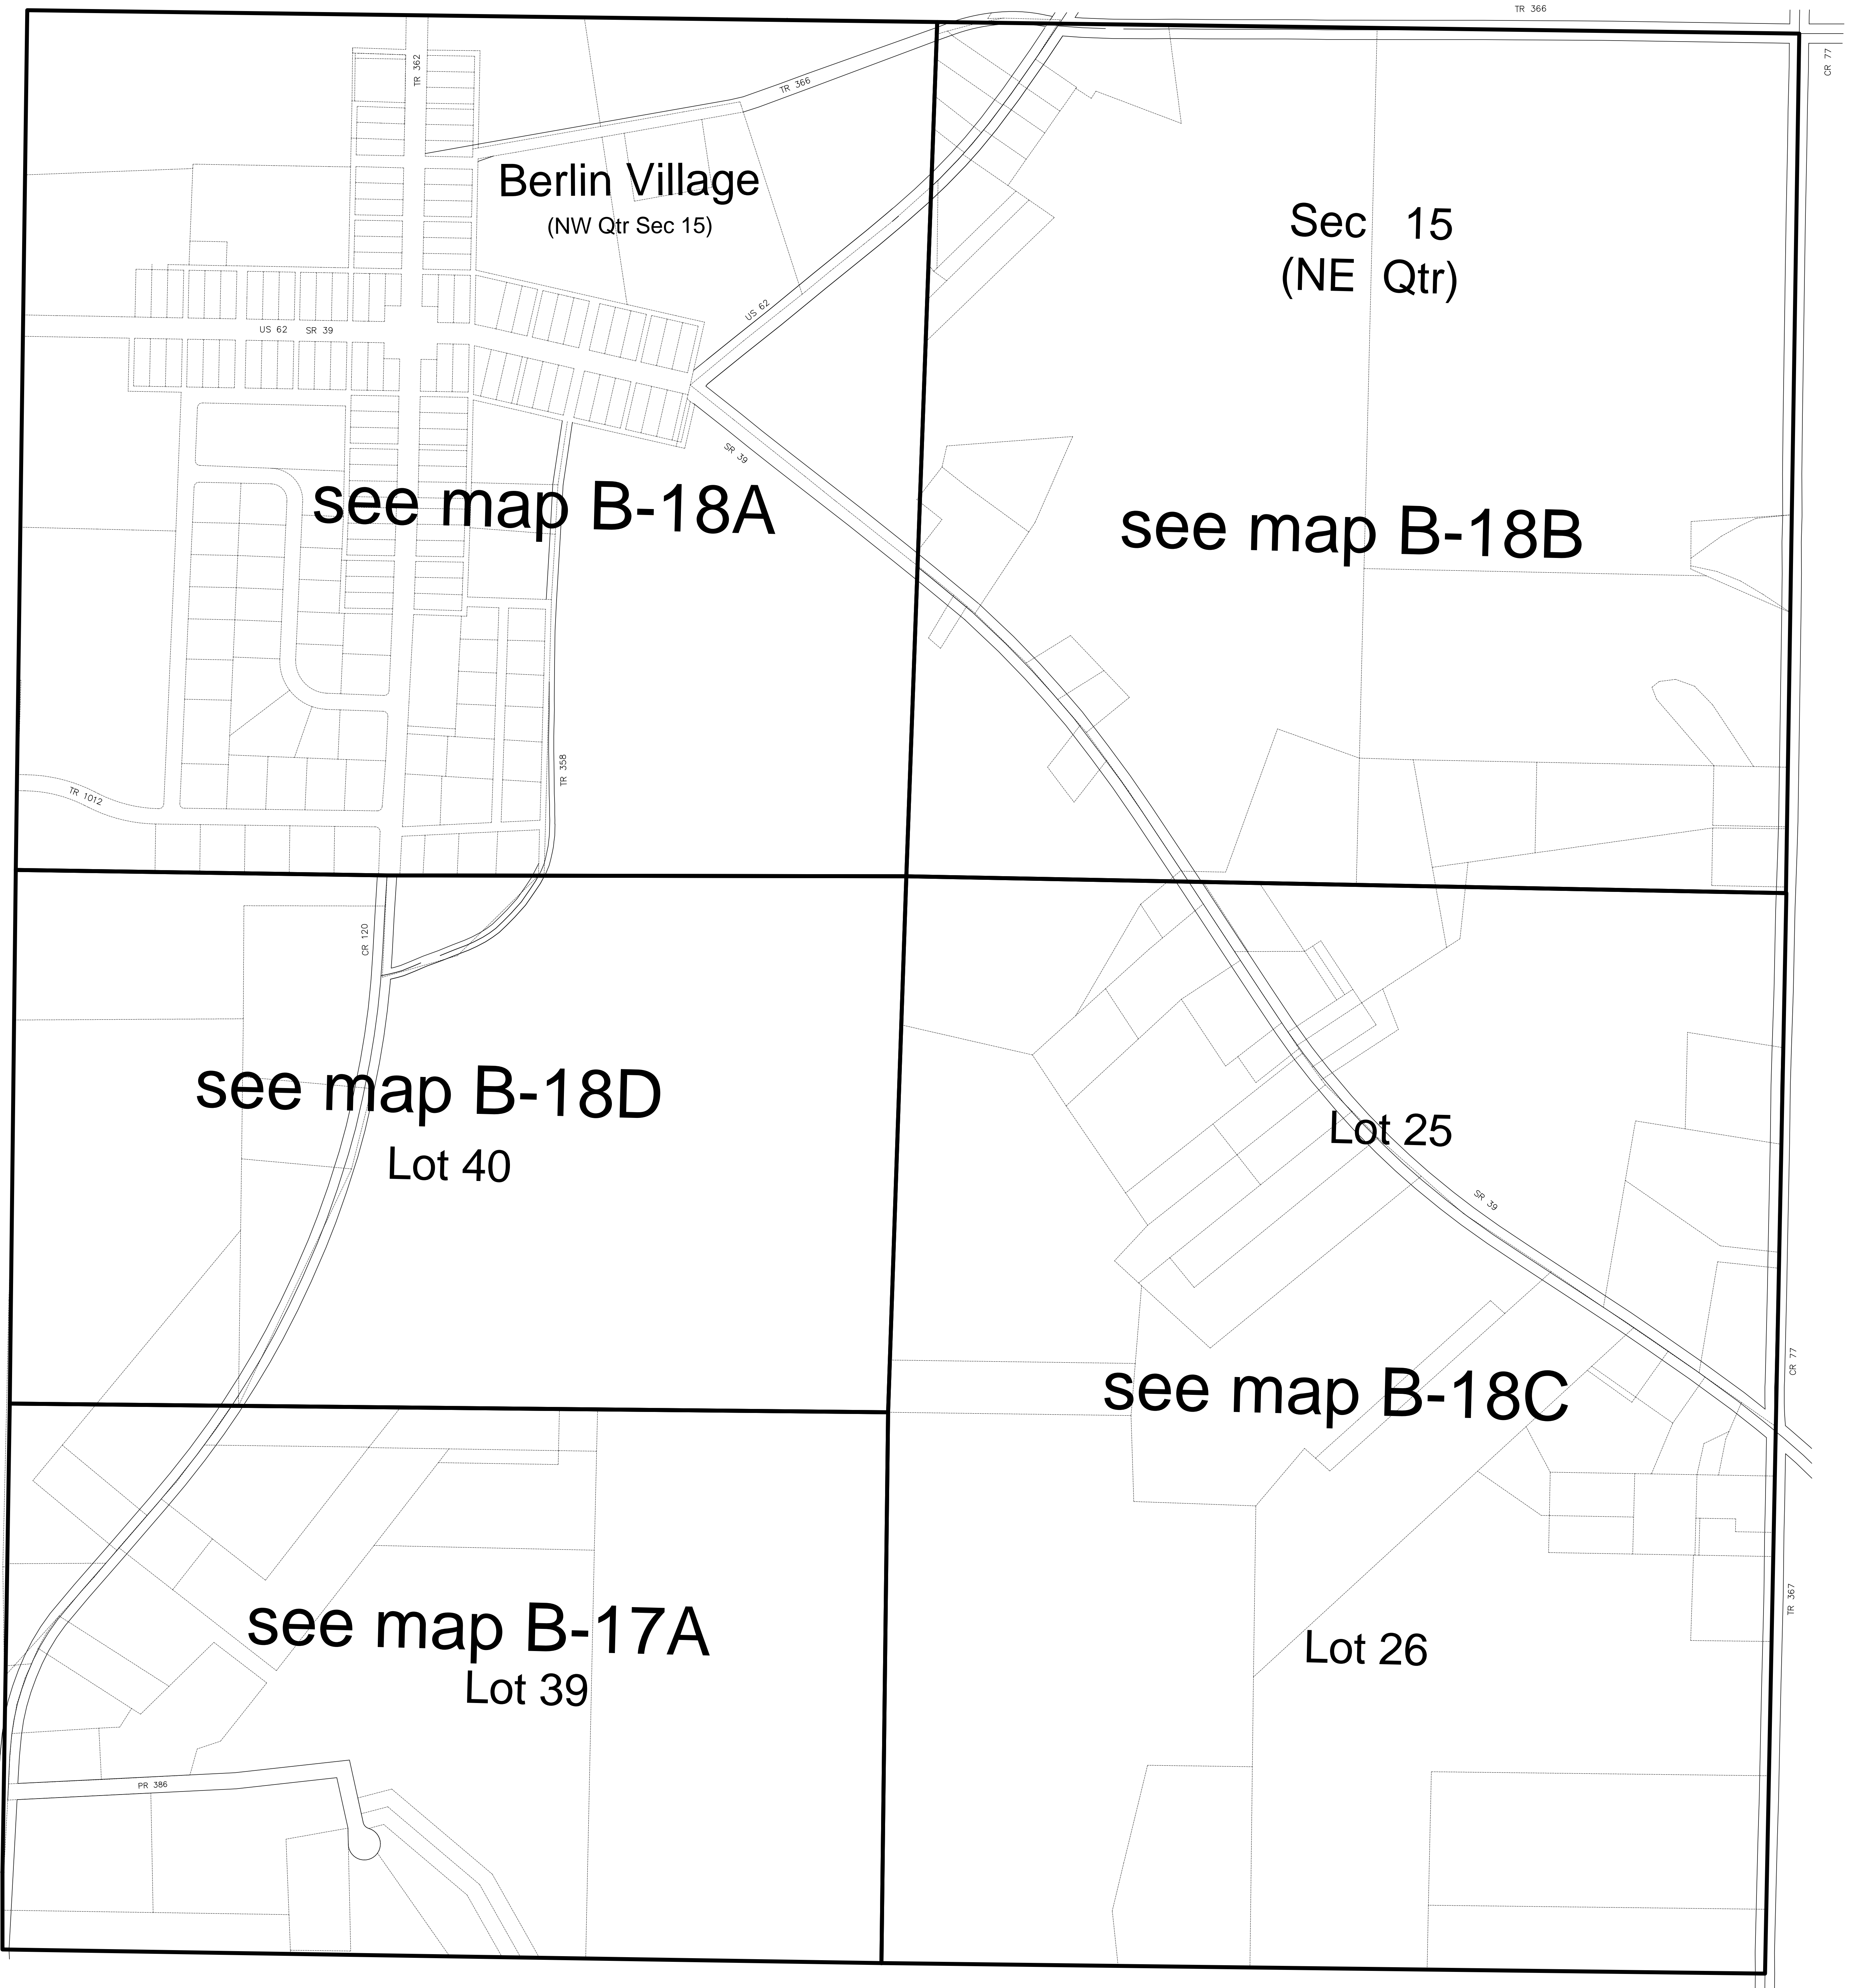 TR 366
TR 362
TR 366
CR 77
Berlin Village
(NW Qtr Sec 15)
Sec 15
(NE Qtr)
US 62
US 62 SR 39
SR 39
see map B-18A
see map B-18B
TR 358
TR 1012
CR 120
see map B-18D
Lot 40
Lot 25
SR 39
see map B-18C
CR 77
see map B-17A
Lot 39
TR 367
Lot 26
PR 386